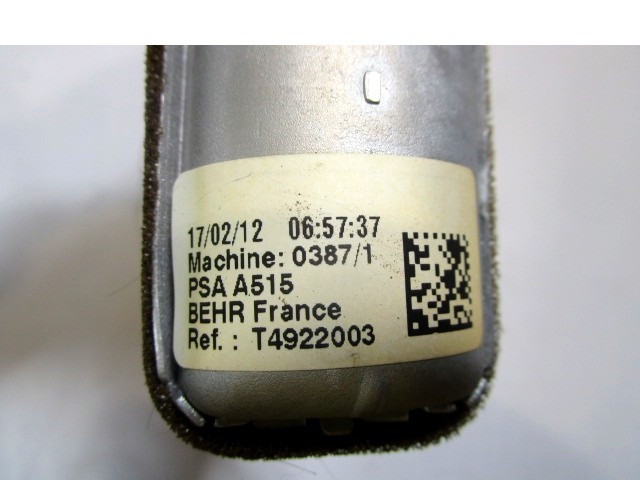 17/02/12 06:57:37
Machine: 0387/1
PSA A515
BEHR France
Ref. : T4922003